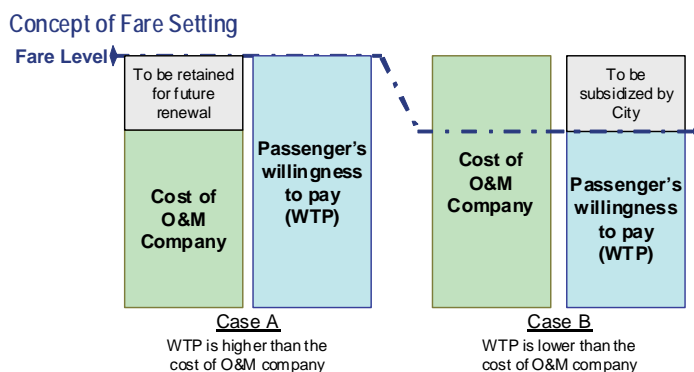 Concept of Fare Setting
Fare Level
To be retained
for future
renewal
Cost of
O&M
Company
Passenger's
willingness
to pay
(WTP)
Cost of
O&M
Company
To be
subsidized by
City
Passenger's
willingness
to pay
(WTP)
Case A
WTP is higher than the
cost of O&M company
Case B
WTP is lower than the
cost of O&M company